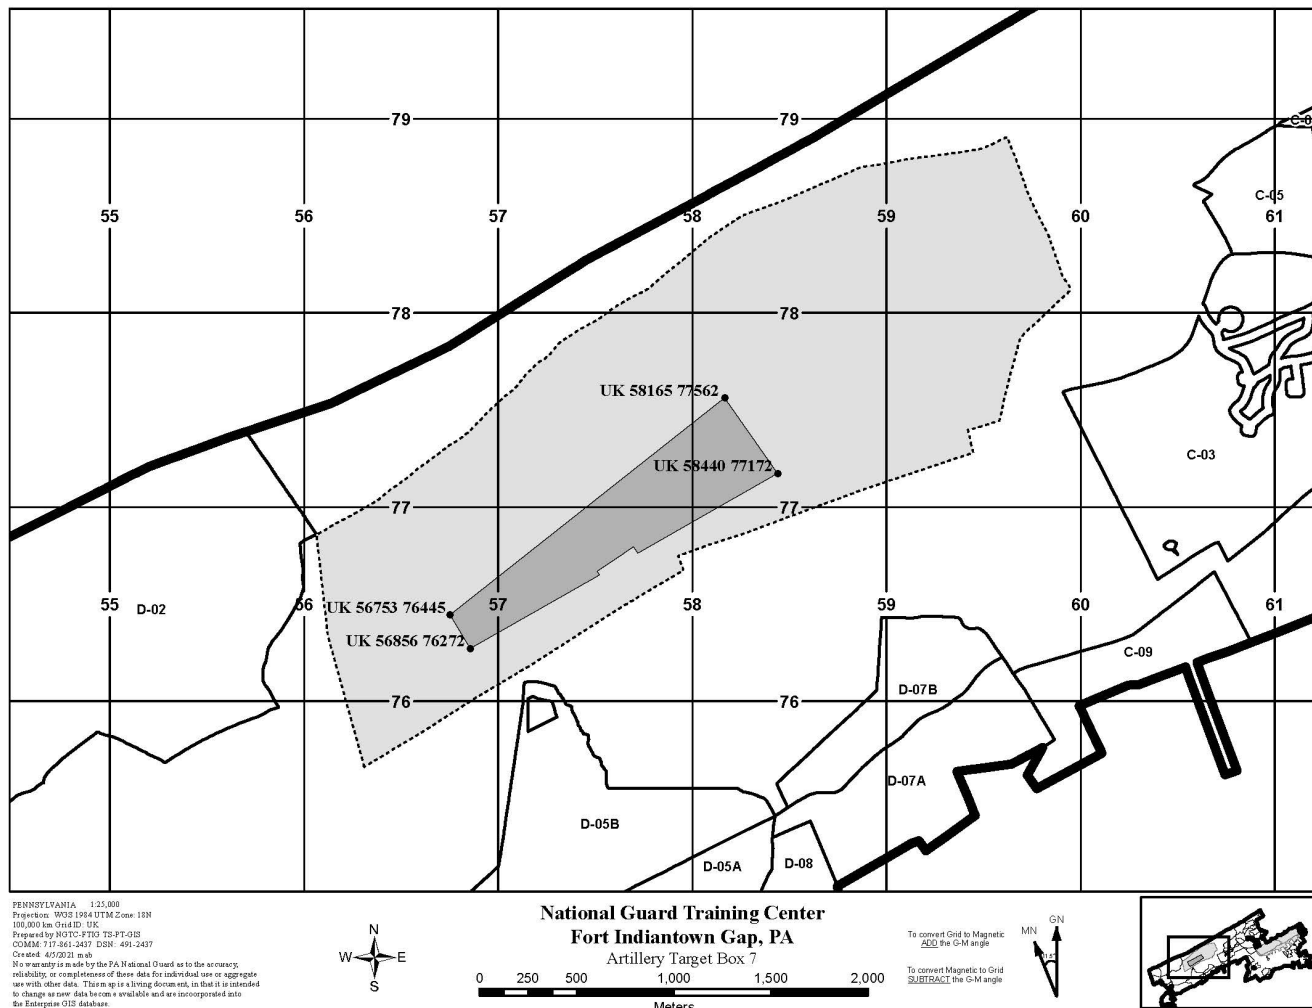 79
79
C-0
C-05
55
56
57
58
59
60
61
78
78
UK 58165 77562
UK 58440 77172
C-03
77
77
UK 56753 76445
55
D-02
56
57
58
59
60
61
UK 56856 76272
C-09
D-07B
76
76
D-07A
D-05B
D-05A
D-08
PENNSYLVANIA 1:25,000
Projection: WGS 1984 UTM Zone: 18N
100,000 km Grid ID: UK
Prepared by NGTC-FTIG TS-PT-GIS
COMM: 717-861-2437 DSN: 491-2437
Created: 4/5/2021 mab
No warranty is made by the PA National Guard as to the accuracy,
reliability, or completeness of these data for individual use or aggregate
use with other data. This map is a living document, in that it is intended
to change as new data become available and are incorporated into
the Enterprise GIS database.
N
W E
S
National Guard Training Center
Fort Indiantown Gap, PA
Artillery Target Box 7
0 500 1,000 1,500 2,000
Meters
To convert Grid to Magnetic
ADD the G-M angle
To convert Magnetic to Grid
SUBTRACT the G-M angle
MN
GN